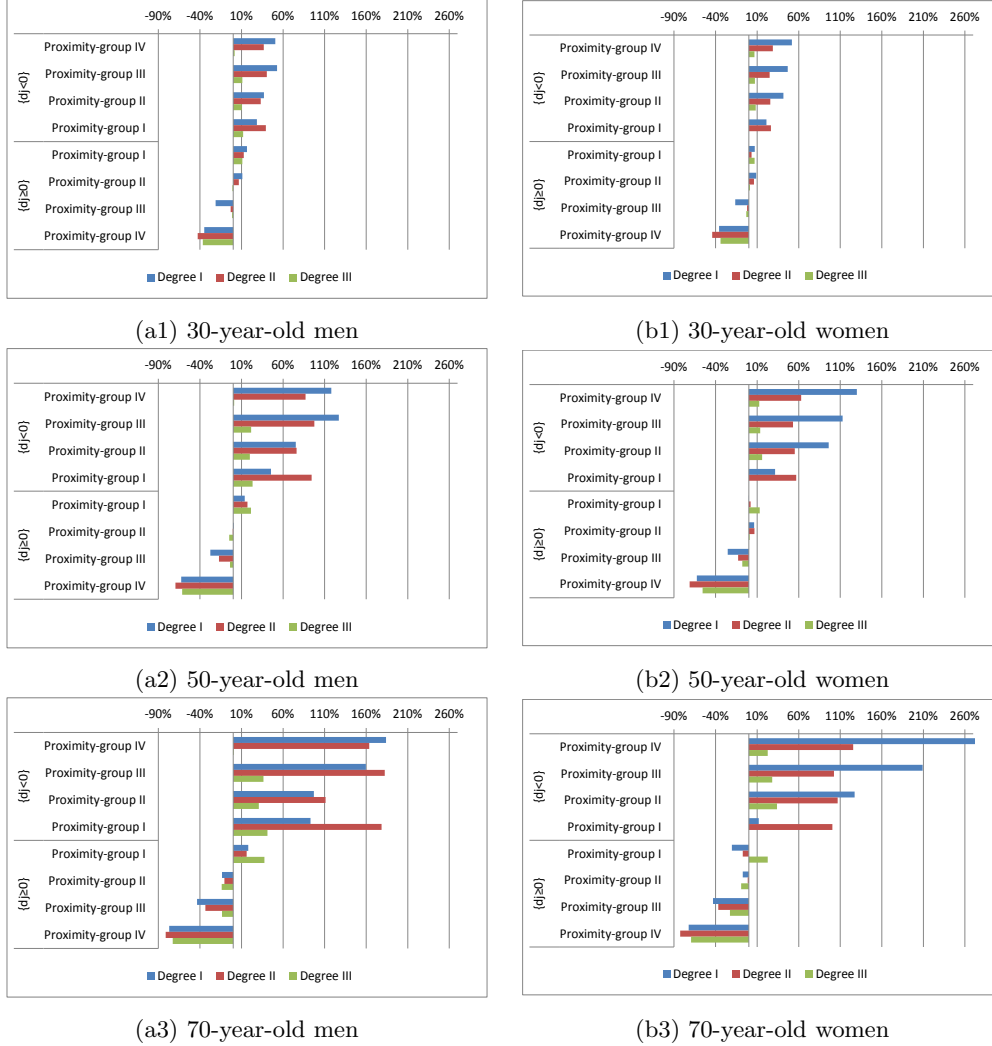 -90% -40% 10% 60% 110% 160% 210% 260%
{dj<0}
Proximity-group IV
Proximity-group III
Proximity-group II
Proximity-group I
{dj≥0}
Proximity-group I
Proximity-group II
Proximity-group III
Proximity-group IV
Degree I Degree II Degree III
(a1) 30-year-old men
-90% -40% 10% 60% 110% 160% 210% 260%
{dj<0}
Proximity-group IV
Proximity-group III
Proximity-group II
Proximity-group I
{dj≥0}
Proximity-group I
Proximity-group II
Proximity-group III
Proximity-group IV
Degree I Degree II Degree III
(b1) 30-year-old women
-90% -40% 10% 60% 110% 160% 210% 260%
{dj<0}
Proximity-group IV
Proximity-group III
Proximity-group II
Proximity-group I
{dj≥0}
Proximity-group I
Proximity-group II
Proximity-group III
Proximity-group IV
Degree I Degree II Degree III
(a2) 50-year-old men
-90% -40% 10% 60% 110% 160% 210% 260%
{dj<0}
Proximity-group IV
Proximity-group III
Proximity-group II
Proximity-group I
{dj≥0}
Proximity-group I
Proximity-group II
Proximity-group III
Proximity-group IV
Degree I Degree II Degree III
(b2) 50-year-old women
-90% -40% 10% 60% 110% 160% 210% 260%
{dj<0}
Proximity-group IV
Proximity-group III
Proximity-group II
Proximity-group I
{dj≥0}
Proximity-group I
Proximity-group II
Proximity-group III
Proximity-group IV
Degree I Degree II Degree III
(a3) 70-year-old men
-90% -40% 10% 60% 110% 160% 210% 260%
{dj<0}
Proximity-group IV
Proximity-group III
Proximity-group II
Proximity-group I
{dj≥0}
Proximity-group I
Proximity-group II
Proximity-group III
Proximity-group IV
Degree I Degree II Degree III
(b3) 70-year-old women